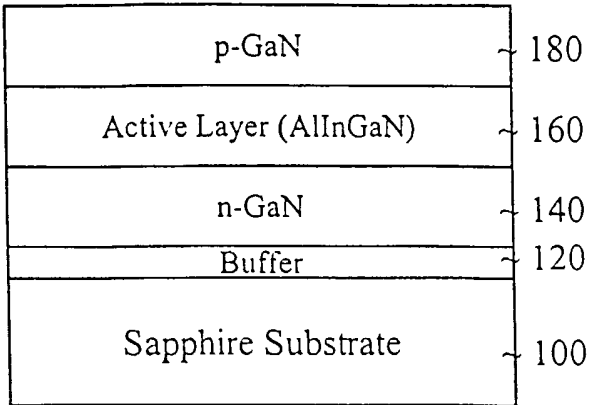 p-GaN ~ 180
Active Layer (AlInGaN) ~ 160
n-GaN ~ 140
Buffer ~ 120
Sapphire Substrate ~ 100